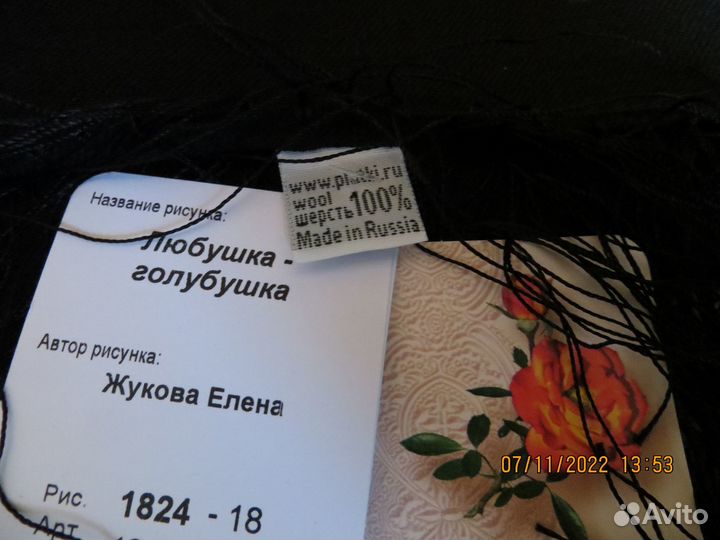 www.platki.ru
wool
шерсть 100%
Made in Russia
Название рисунка:
Любушка -
голубушка
Автор рисунка:
Жукова Елена
Рис. 1824 - 18
Арт.
07/11/2022 13:53
Avito